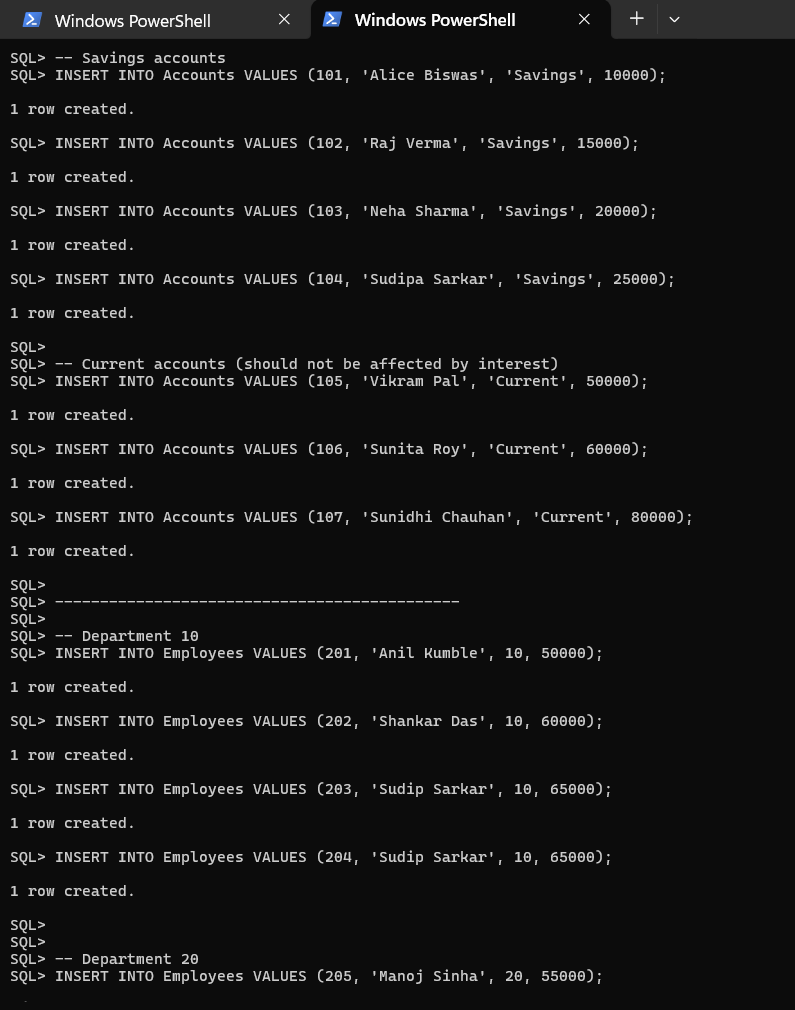 Windows PowerShell
Windows PowerShell
SQL> -- Savings accounts
SQL> INSERT INTO Accounts VALUES (101, 'Alice Biswas', 'Savings', 10000);
1 row created.
SQL> INSERT INTO Accounts VALUES (102, 'Raj Verma', 'Savings', 15000);
1 row created.
SQL> INSERT INTO Accounts VALUES (103, 'Neha Sharma', 'Savings', 20000);
1 row created.
SQL> INSERT INTO Accounts VALUES (104, 'Sudipa Sarkar', 'Savings', 25000);
1 row created.
SQL>
SQL> -- Current accounts (should not be affected by interest)
SQL> INSERT INTO Accounts VALUES (105, 'Vikram Pal', 'Current', 50000);
1 row created.
SQL> INSERT INTO Accounts VALUES (106, 'Sunita Roy', 'Current', 60000);
1 row created.
SQL> INSERT INTO Accounts VALUES (107, 'Sunidhi Chauhan', 'Current', 80000);
1 row created.
SQL>
SQL> ---------------------------------------------
SQL>
SQL> -- Department 10
SQL> INSERT INTO Employees VALUES (201, 'Anil Kumble', 10, 50000);
1 row created.
SQL> INSERT INTO Employees VALUES (202, 'Shankar Das', 10, 60000);
1 row created.
SQL> INSERT INTO Employees VALUES (203, 'Sudip Sarkar', 10, 65000);
1 row created.
SQL> INSERT INTO Employees VALUES (204, 'Sudip Sarkar', 10, 65000);
1 row created.
SQL>
SQL>
SQL> -- Department 20
SQL> INSERT INTO Employees VALUES (205, 'Manoj Sinha', 20, 55000);